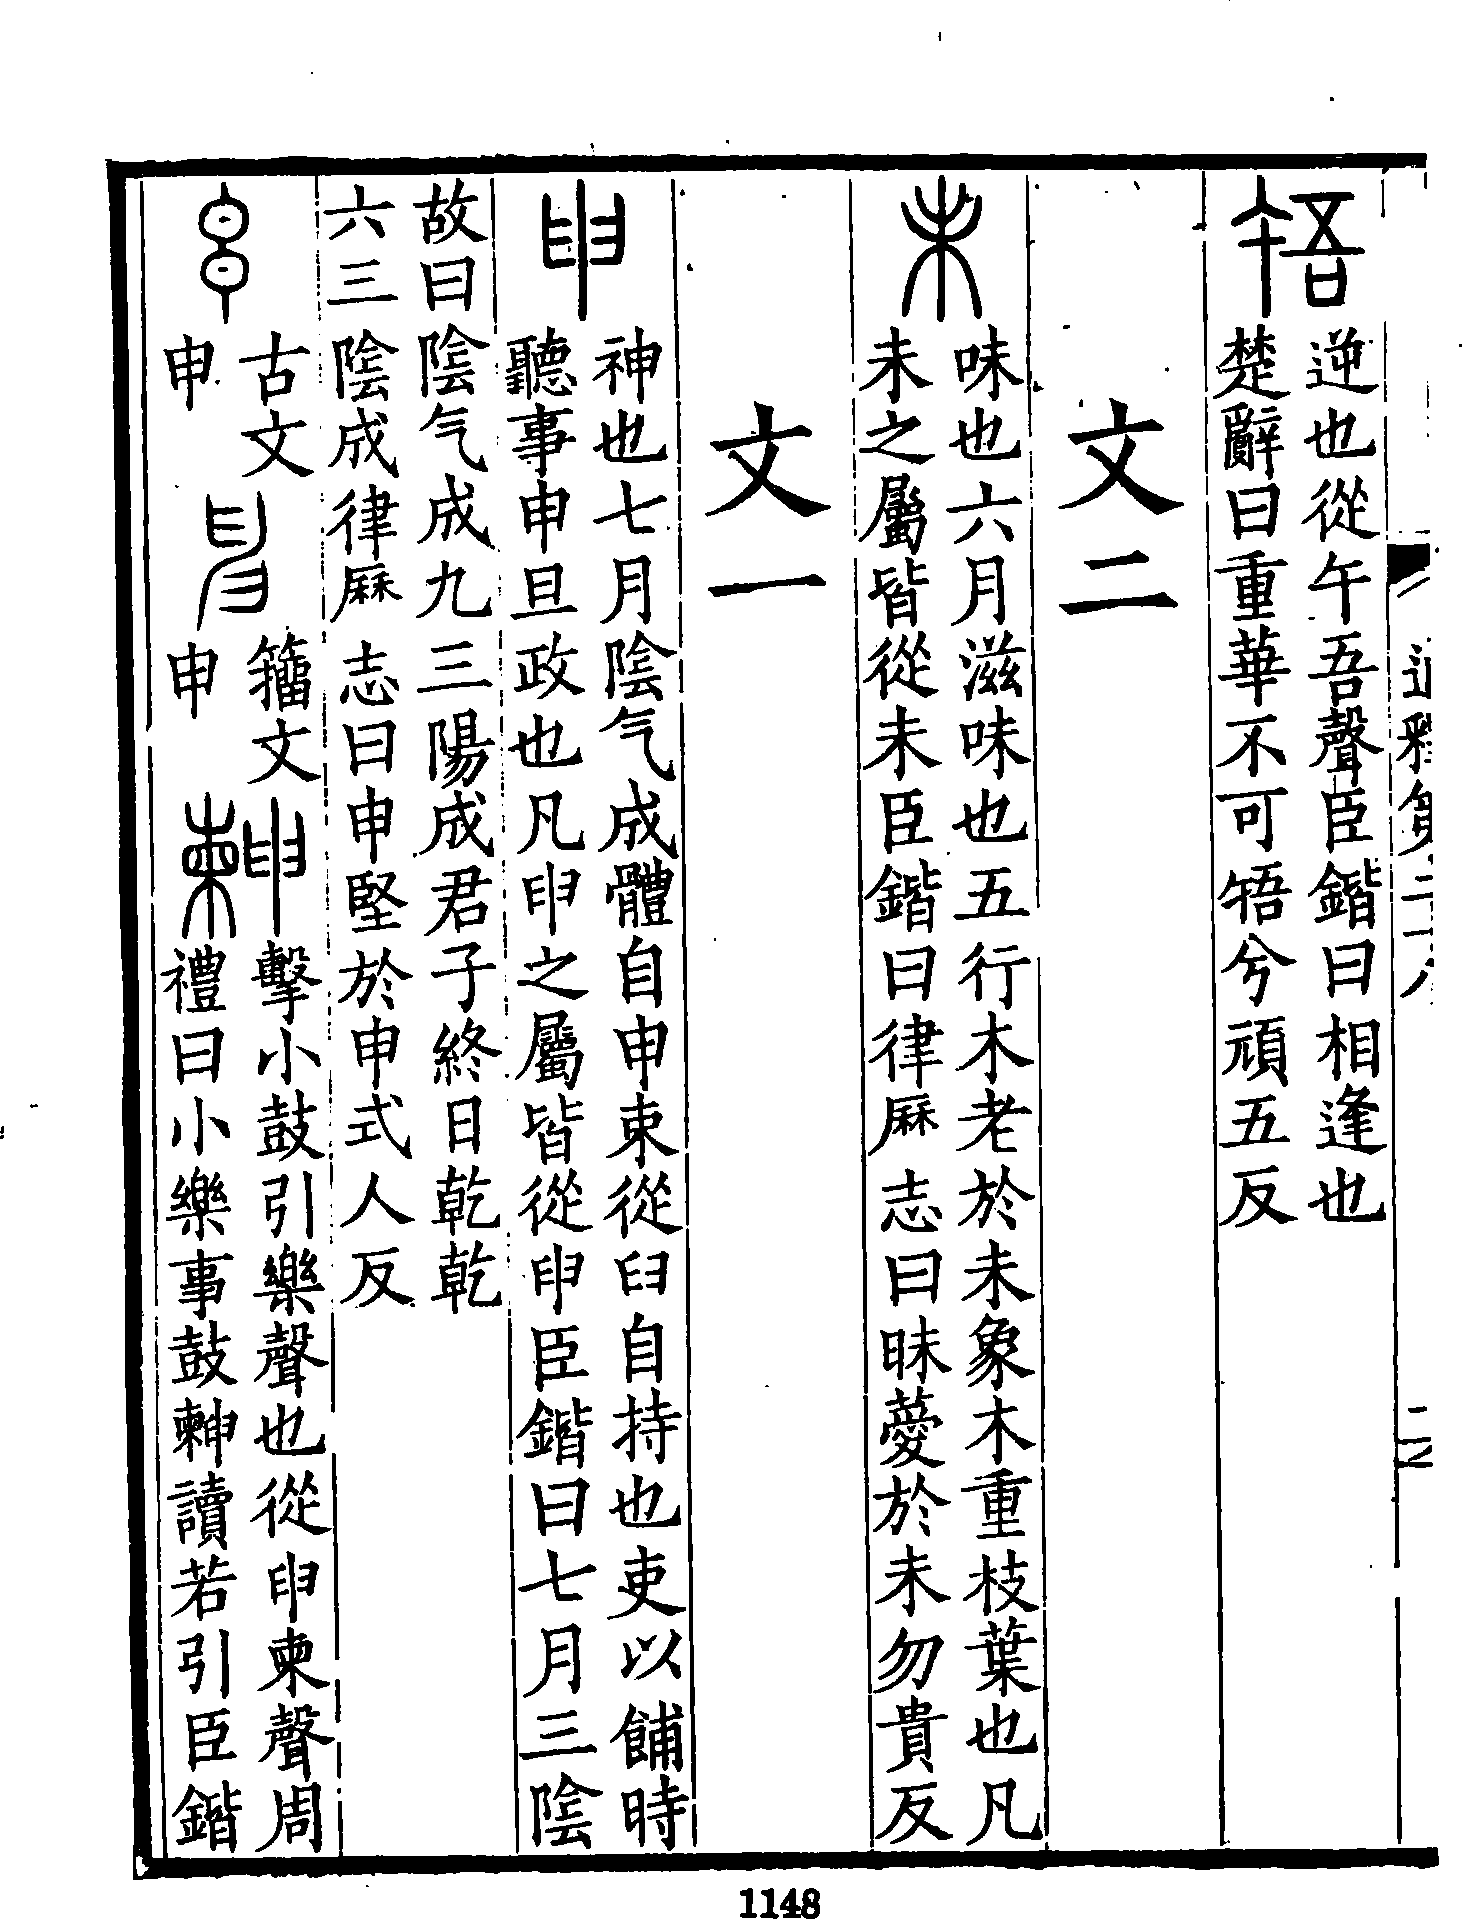 啎
逆也從午吾聲臣鍇曰相逢也
楚辭曰重華不可啎兮頑五反
文二
未
味也六月滋味也五行木老於未象木重枝葉也凡
未之屬皆從未臣鍇曰律厤志曰昧薆於未勿貴反
文一
申
神也七月陰气成體自申束從𦥑自持也吏以餔時
聽事申旦政也凡申之屬皆從申臣鍇曰七月三陰
故曰陰气成九三陽成君子終日乾乾
六三陰成律厤志曰申堅於申式人反
古文
申
籀文
申
𣍃
擊小鼓引樂聲也從申柬聲周
禮曰小樂事鼓𣍃讀若引臣鍇
通釋第二十八
1148